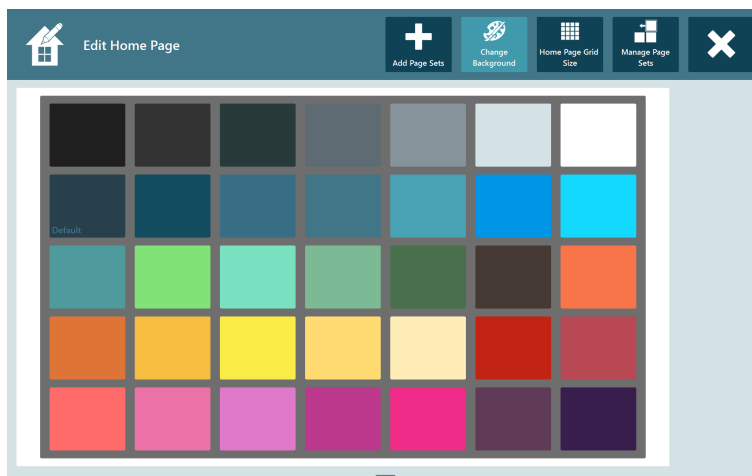 Edit Home Page
Add Page Sets
Change
Background
Home Page Grid
Size
Manage Page
Sets
Default